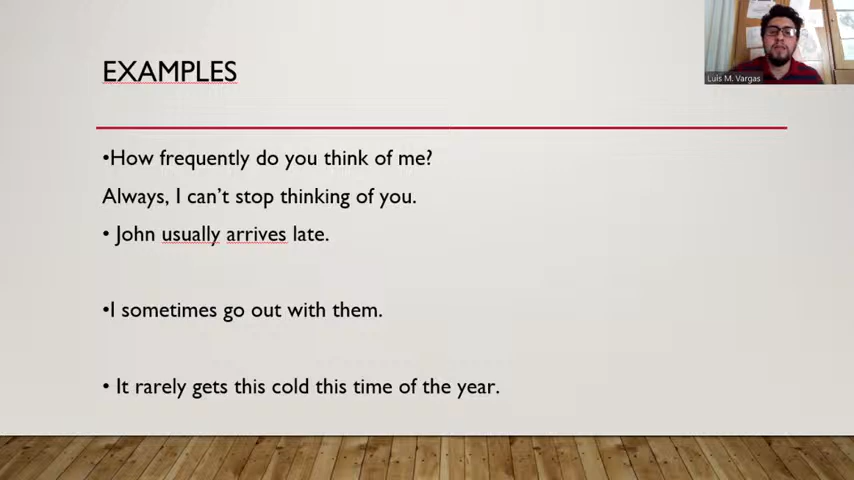 EXAMPLES
Luis M. Vargas
•How frequently do you think of me?
Always, I can’t stop thinking of you.
• John usually arrives late.
•I sometimes go out with them.
• It rarely gets this cold this time of the year.